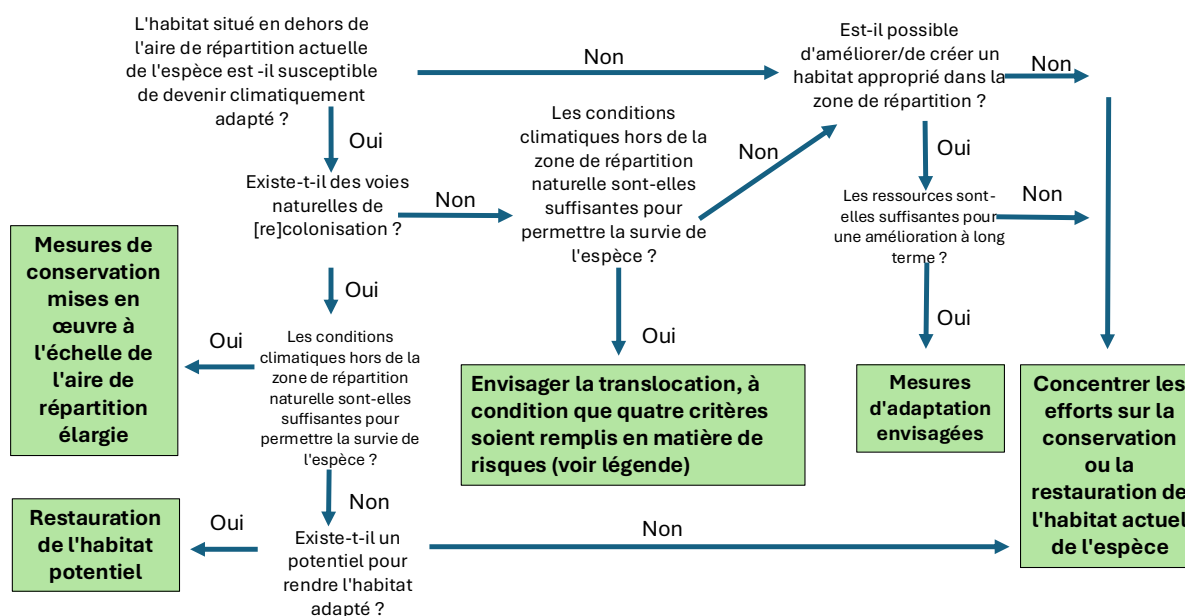 L'habitat situé en dehors de
l'aire de répartition actuelle
de l'espèce est -il susceptible
de devenir climatiquement
adapté ?
Non
Est-il possible
d'améliorer/de créer un
habitat approprié dans la
zone de répartition ?
Non
Oui
Les conditions
climatiques hors de la
zone de répartition
naturelle sont-elles
suffisantes pour
permettre la survie de
l'espèce ?
Non
Oui
Existe-t-il des voies
naturelles de
[re]colonisation ?
Non
Les ressources sont-
elles suffisantes pour
une amélioration à long
terme ?
Non
Mesures de
conservation
mises en
œuvre à
l'échelle de
l'aire de
répartition
élargie
Oui
Oui
Les conditions
climatiques hors de la
zone de répartition
naturelle sont-elles
suffisantes pour
permettre la survie de
l'espèce ?
Oui
Oui
Envisager la translocation, à
condition que quatre critères
soient remplis en matière de
risques (voir légende)
Mesures
d'adaptation
envisagées
Concentrer les
efforts sur la
conservation
ou la
restauration de
l'habitat actuel
de l'espèce
Non
Restauration
de l'habitat
potentiel
Oui
Existe-t-il un
potentiel pour
rendre l'habitat
adapté ?
Non